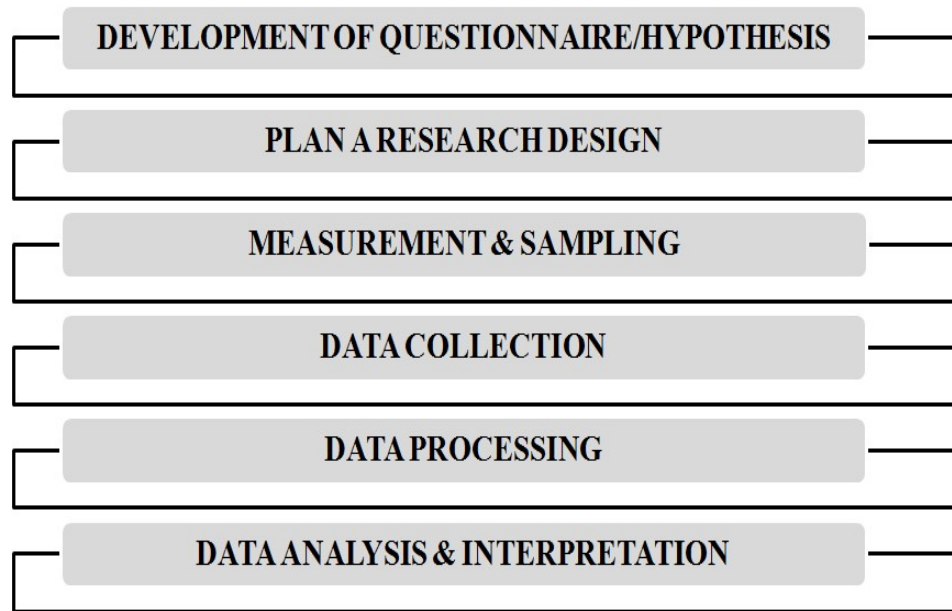 DEVELOPMENT OF QUESTIONNAIRE/HYPOTHESIS
PLAN A RESEARCH DESIGN
MEASUREMENT & SAMPLING
DATA COLLECTION
DATA PROCESSING
DATA ANALYSIS & INTERPRETATION